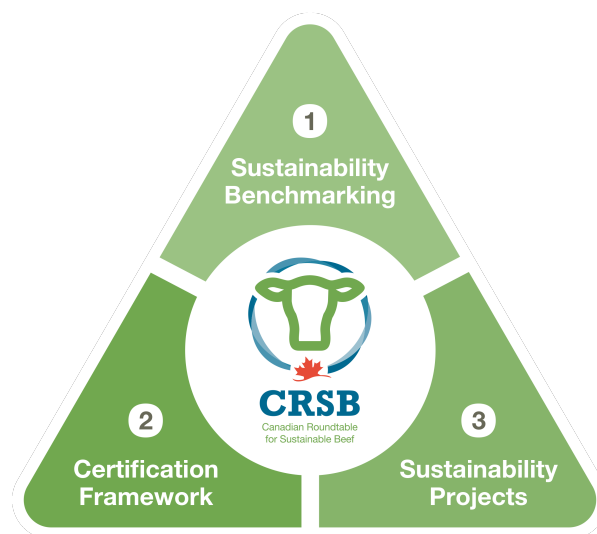 1
Sustainability
Benchmarking
CRSB
Canadian Roundtable
for Sustainable Beef
2
Certification
Framework
3
Sustainability
Projects